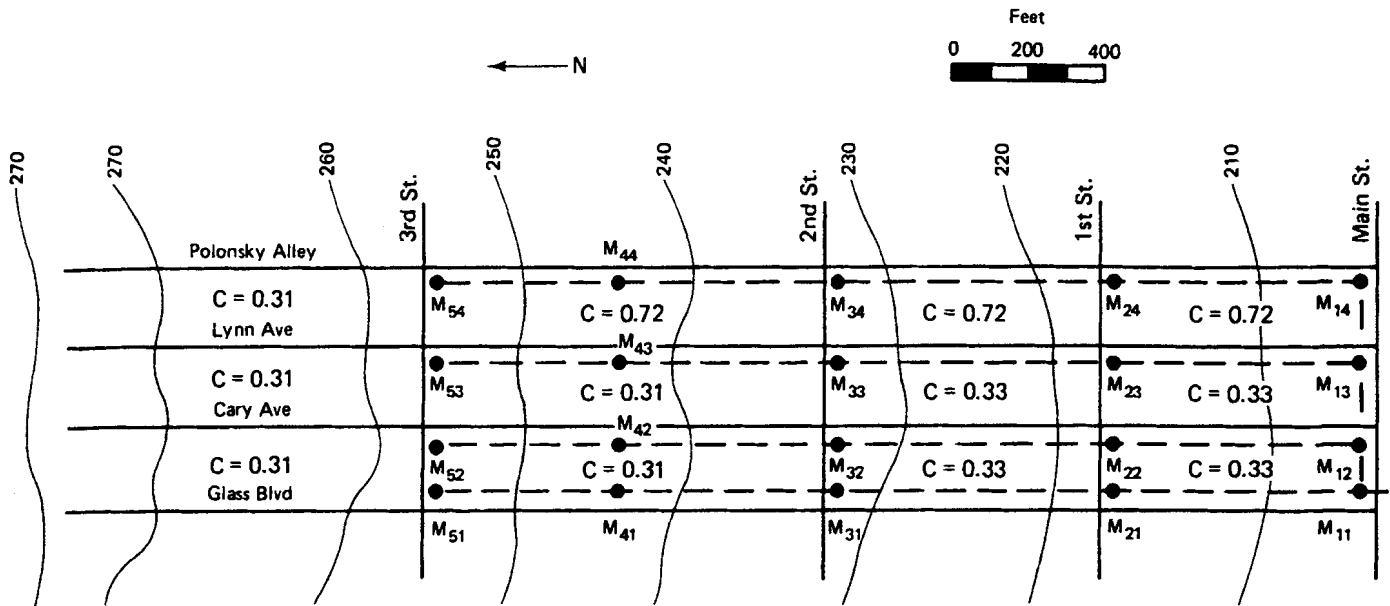 Feet
0 200 400
N
270
270
260
3rd St.
250
240
2nd St.
230
220
1st St.
210
Main St.
Polonsky Alley
M44
C = 0.31
M54
C = 0.72
M34
C = 0.72
M24
C = 0.72
M14
Lynn Ave
M43
C = 0.31
M53
C = 0.31
M33
C = 0.33
M23
C = 0.33
M13
Cary Ave
M42
C = 0.31
M52
C = 0.31
M32
C = 0.33
M22
C = 0.33
M12
Glass Blvd
M51
M41
M31
M21
M11